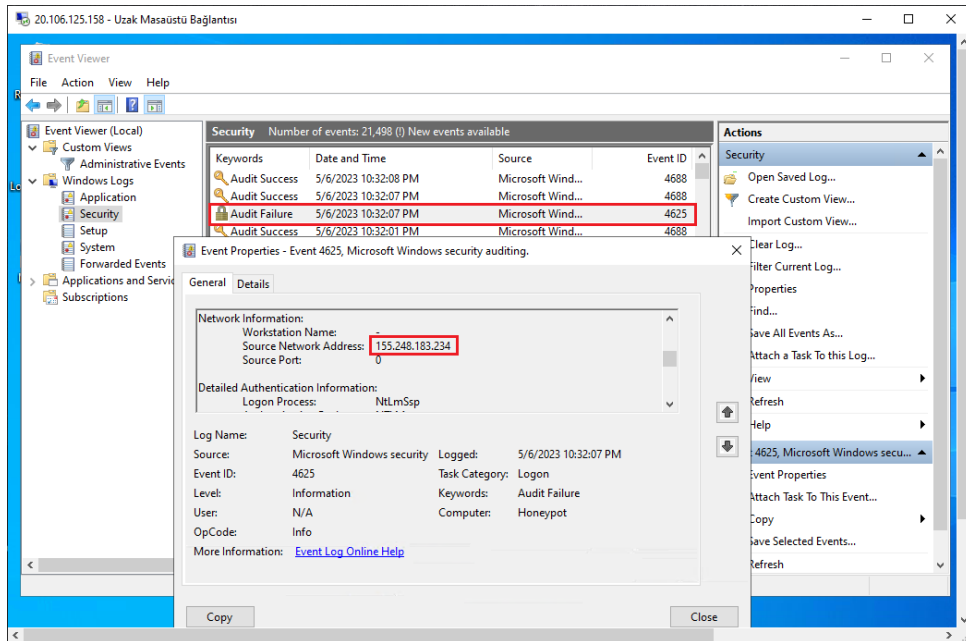 20.106.125.158 - Uzak Masaüstü Bağlantısı
Event Viewer
File Action View Help
Event Viewer (Local)
Custom Views
Administrative Events
Windows Logs
Application
Security
Setup
System
Forwarded Events
Applications and Servic
Subscriptions
Security Number of events: 21,498 (!) New events available
Keywords Date and Time Source Event ID
Audit Success 5/6/2023 10:32:08 PM Microsoft Wind... 4688
Audit Success 5/6/2023 10:32:07 PM Microsoft Wind... 4688
Audit Failure 5/6/2023 10:32:07 PM Microsoft Wind... 4625
Audit Success 5/6/2023 10:32:01 PM Microsoft Wind... 4688
Event Properties - Event 4625, Microsoft Windows security auditing.
General Details
Network Information:
Workstation Name: -
Source Network Address: 155.248.183.234
Source Port: 0
Detailed Authentication Information:
Logon Process: NtLmSsp
Log Name: Security
Source: Microsoft Windows security Logged: 5/6/2023 10:32:07 PM
Event ID: 4625 Task Category: Logon
Level: Information Keywords: Audit Failure
User: N/A Computer: Honeypot
OpCode: Info
More Information: Event Log Online Help
Copy Close
Actions
Security
Open Saved Log...
Create Custom View...
Import Custom View...
Clear Log...
Filter Current Log...
Properties
Find...
Save All Events As...
Attach a Task To this Log...
View
Refresh
Help
4625, Microsoft Windows secu...
Event Properties
Attach Task To This Event...
Copy
Save Selected Events...
Refresh